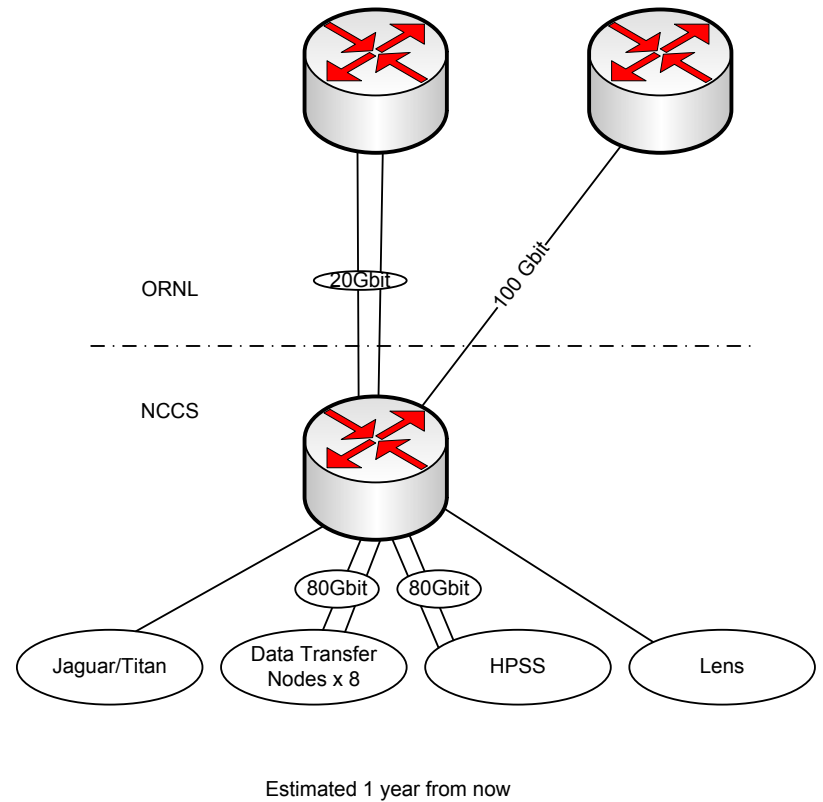 20Gbit
100 Gbit
ORNL
NCCS
80Gbit
80Gbit
Jaguar/Titan
Data Transfer
Nodes x 8
HPSS
Lens
Estimated 1 year from now